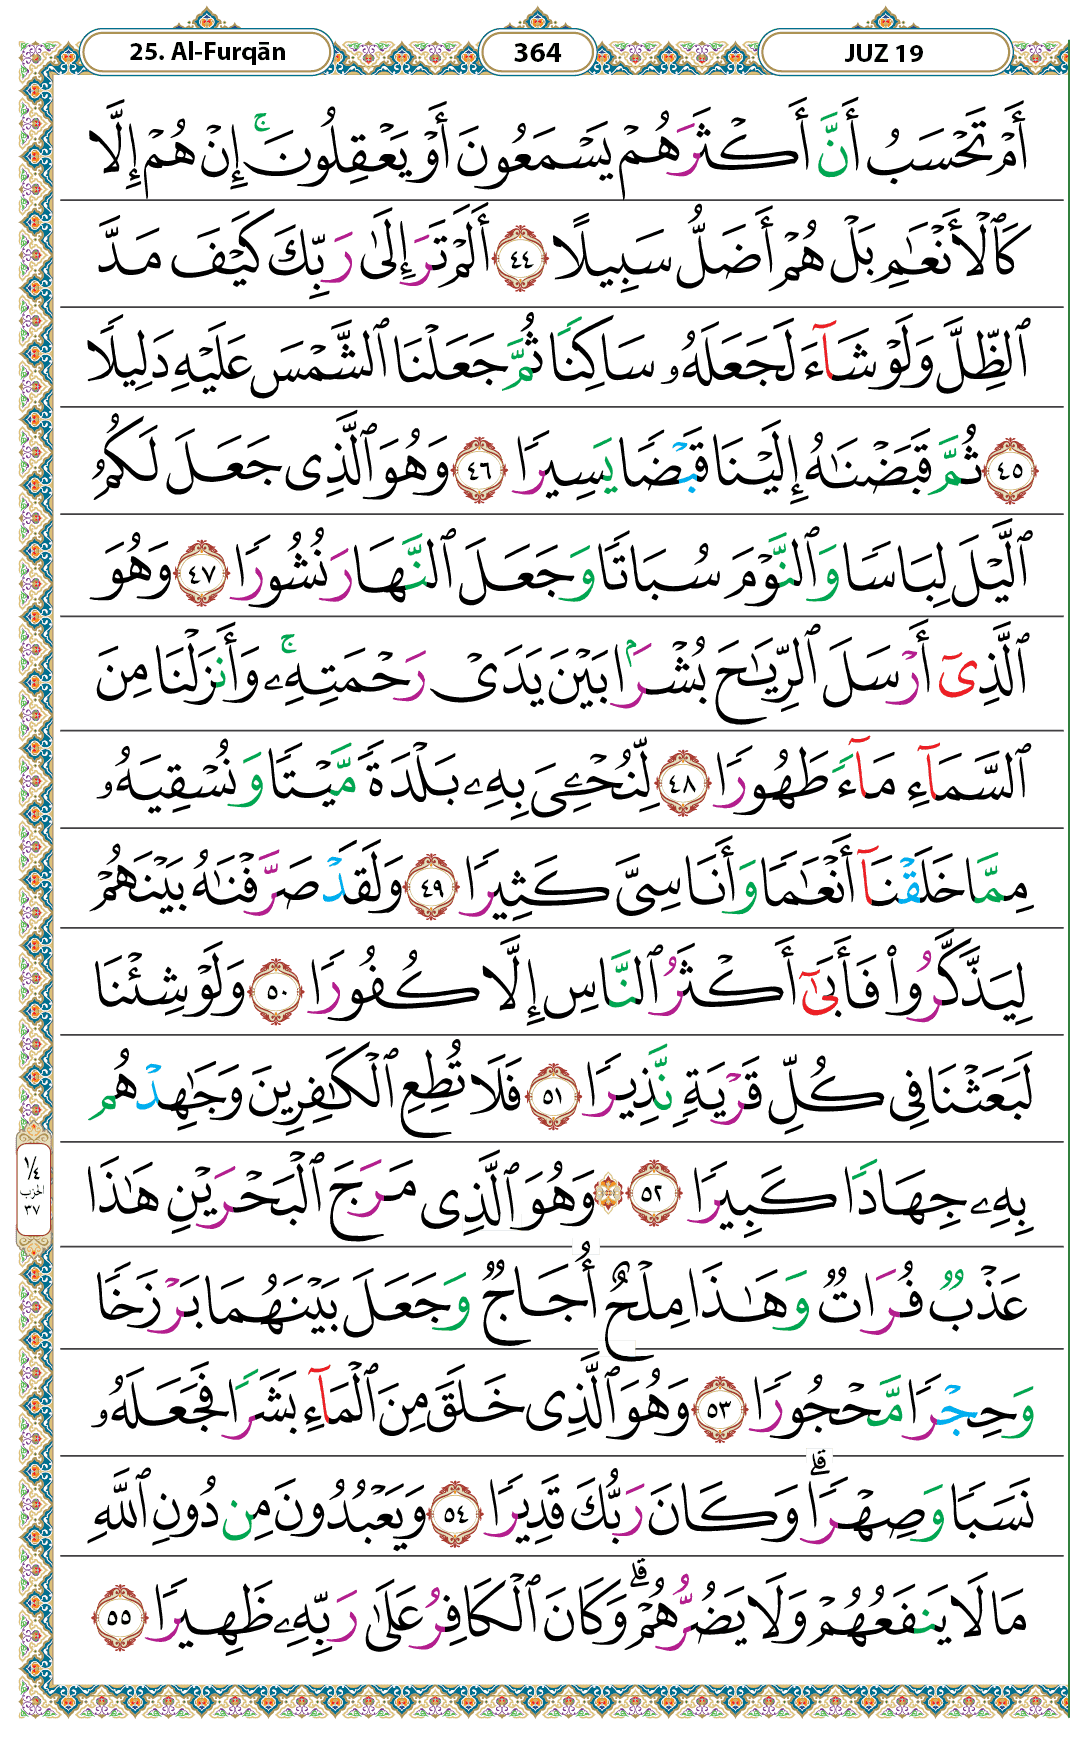 25. Al-Furqān 364 JUZ 19
أَمْ تَحْسَبُ أَنَّ أَكْثَرَهُمْ يَسْمَعُونَ أَوْ يَعْقِلُونَ ۚ إِنْ هُمْ إِلَّا
كَٱلْأَنْعَٰمِ بَلْ هُمْ أَضَلُّ سَبِيلًا ٤٤ أَلَمْ تَرَ إِلَىٰ رَبِّكَ كَيْفَ مَدَّ
ٱلظِّلَّ وَلَوْ شَآءَ لَجَعَلَهُۥ سَاكِنًا ثُمَّ جَعَلْنَا ٱلشَّمْسَ عَلَيْهِ دَلِيلًا
٤٥ ثُمَّ قَبَضْنَٰهُ إِلَيْنَا قَبْضًا يَسِيرًا ٤٦ وَهُوَ ٱلَّذِى جَعَلَ لَكُمُ
ٱلَّيْلَ لِبَاسًا وَٱلنَّوْمَ سُبَاتًا وَجَعَلَ ٱلنَّهَارَ نُشُورًا ٤٧ وَهُوَ
ٱلَّذِىٓ أَرْسَلَ ٱلرِّيَٰحَ بُشْرًۢا بَيْنَ يَدَىْ رَحْمَتِهِۦ ۚ وَأَنزَلْنَا مِنَ
ٱلسَّمَآءِ مَآءً طَهُورًا ٤٨ لِّنُحْۦِىَ بِهِۦ بَلْدَةً مَّيْتًا وَنُسْقِيَهُۥ
مِمَّا خَلَقْنَآ أَنْعَٰمًا وَأَنَاسِىَّ كَثِيرًا ٤٩ وَلَقَدْ صَرَّفْنَٰهُ بَيْنَهُمْ
لِيَذَّكَّرُوا۟ فَأَبَىٰٓ أَكْثَرُ ٱلنَّاسِ إِلَّا كُفُورًا ٥٠ وَلَوْ شِئْنَا
لَبَعَثْنَا فِى كُلِّ قَرْيَةٍ نَّذِيرًا ٥١ فَلَا تُطِعِ ٱلْكَٰفِرِينَ وَجَٰهِدْهُم
بِهِۦ جِهَادًا كَبِيرًا ٥٢ ۞ وَهُوَ ٱلَّذِى مَرَجَ ٱلْبَحْرَيْنِ هَٰذَا
عَذْبٌ فُرَاتٌ وَهَٰذَا مِلْحٌ أُجَاجٌ وَجَعَلَ بَيْنَهُمَا بَرْزَخًا
وَحِجْرًا مَّحْجُورًا ٥٣ وَهُوَ ٱلَّذِى خَلَقَ مِنَ ٱلْمَآءِ بَشَرًا فَجَعَلَهُۥ
نَسَبًا وَصِهْرًا ۗ وَكَانَ رَبُّكَ قَدِيرًا ٥٤ وَيَعْبُدُونَ مِن دُونِ ٱللَّهِ
مَا لَا يَنفَعُهُمْ وَلَا يَضُرُّهُمْ ۗ وَكَانَ ٱلْكَافِرُ عَلَىٰ رَبِّهِۦ ظَهِيرًا ٥٥
١/٤
الحزب
٣٧